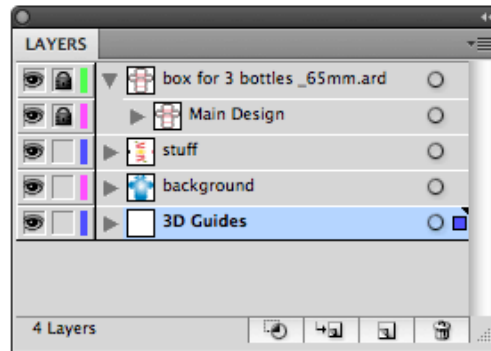 LAYERS
box for 3 bottles _65mm.ard
Main Design
stuff
background
3D Guides
4 Layers